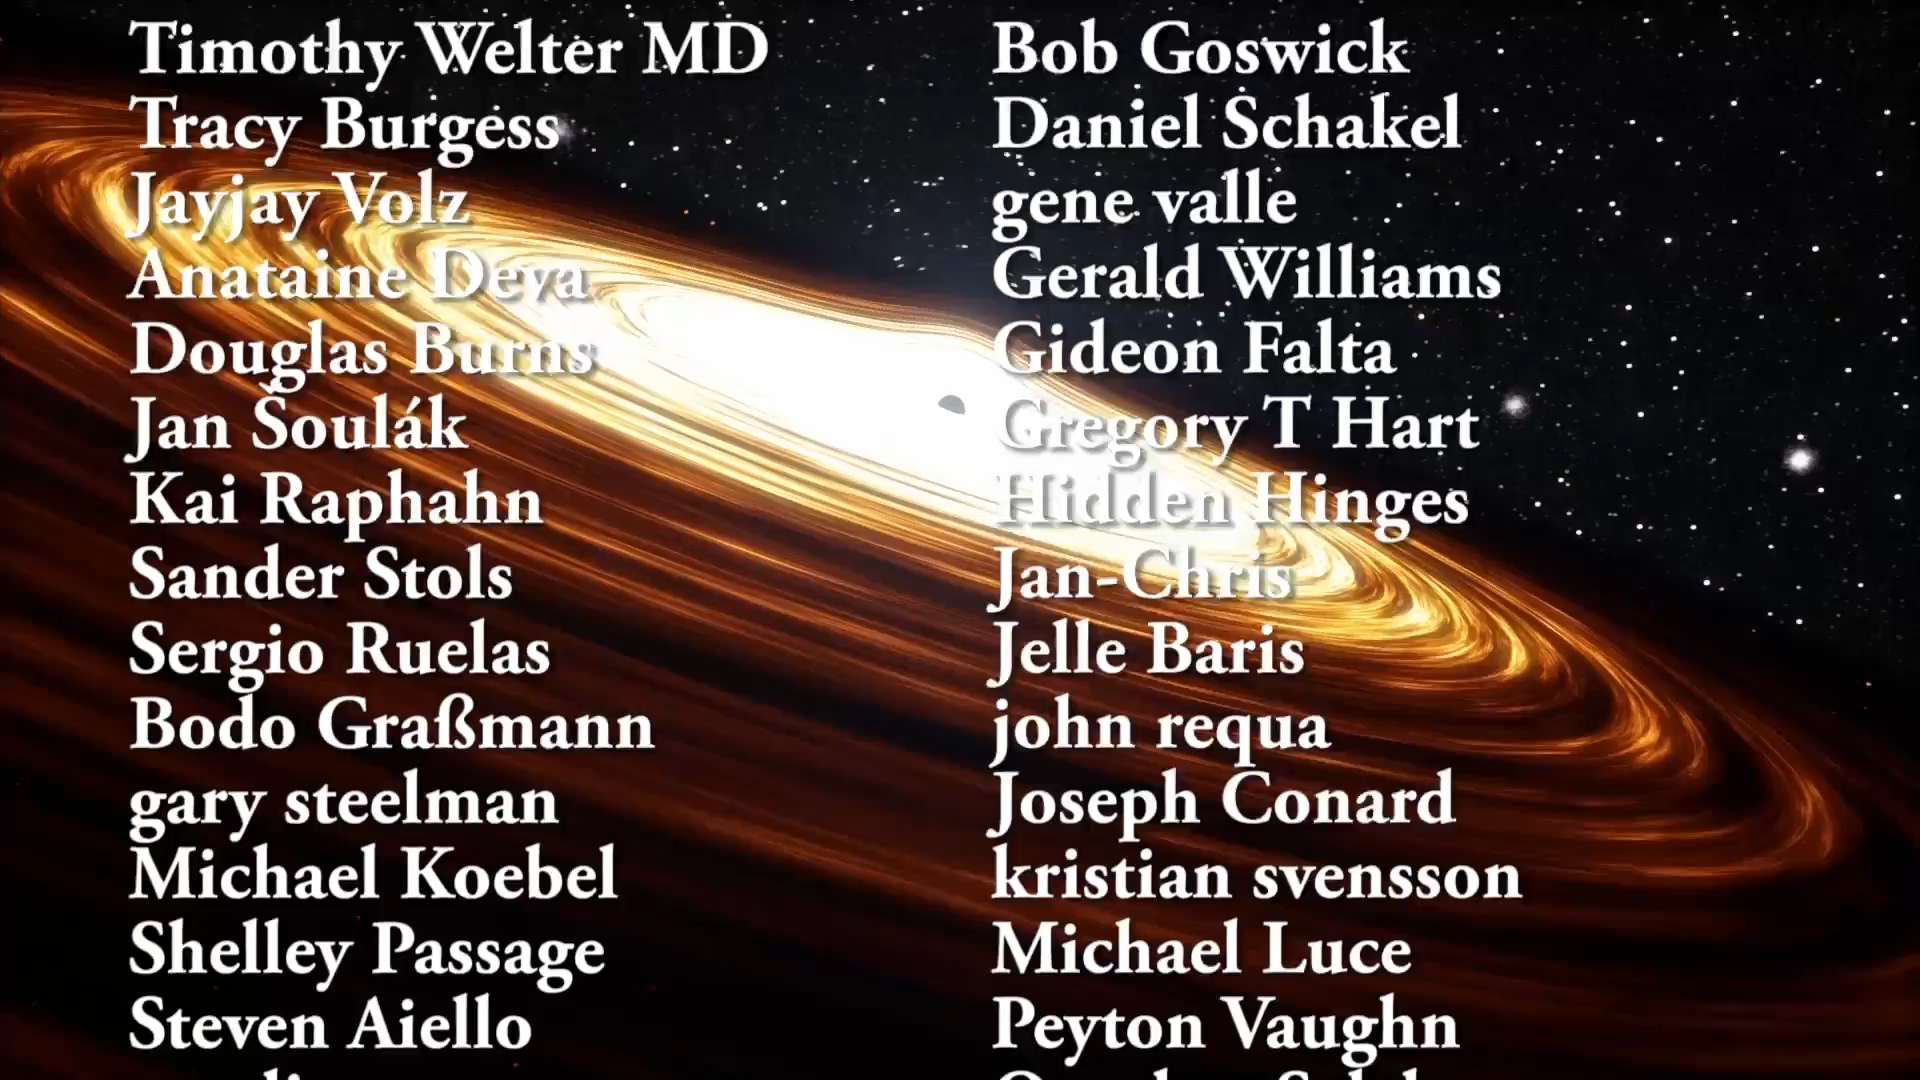 Timothy Welter MD
Tracy Burgess
Jayjay Volz
Anataine Deva
Douglas Burns
Jan Šoulák
Kai Raphahn
Sander Stols
Sergio Ruelas
Bodo Graßmann
gary steelman
Michael Koebel
Shelley Passage
Steven Aiello
Bob Goswick
Daniel Schakel
gene valle
Gerald Williams
Gideon Falta
Gregory T Hart
Hidden Hinges
Jan-Chris
Jelle Baris
john requa
Joseph Conard
kristian svensson
Michael Luce
Peyton Vaughn